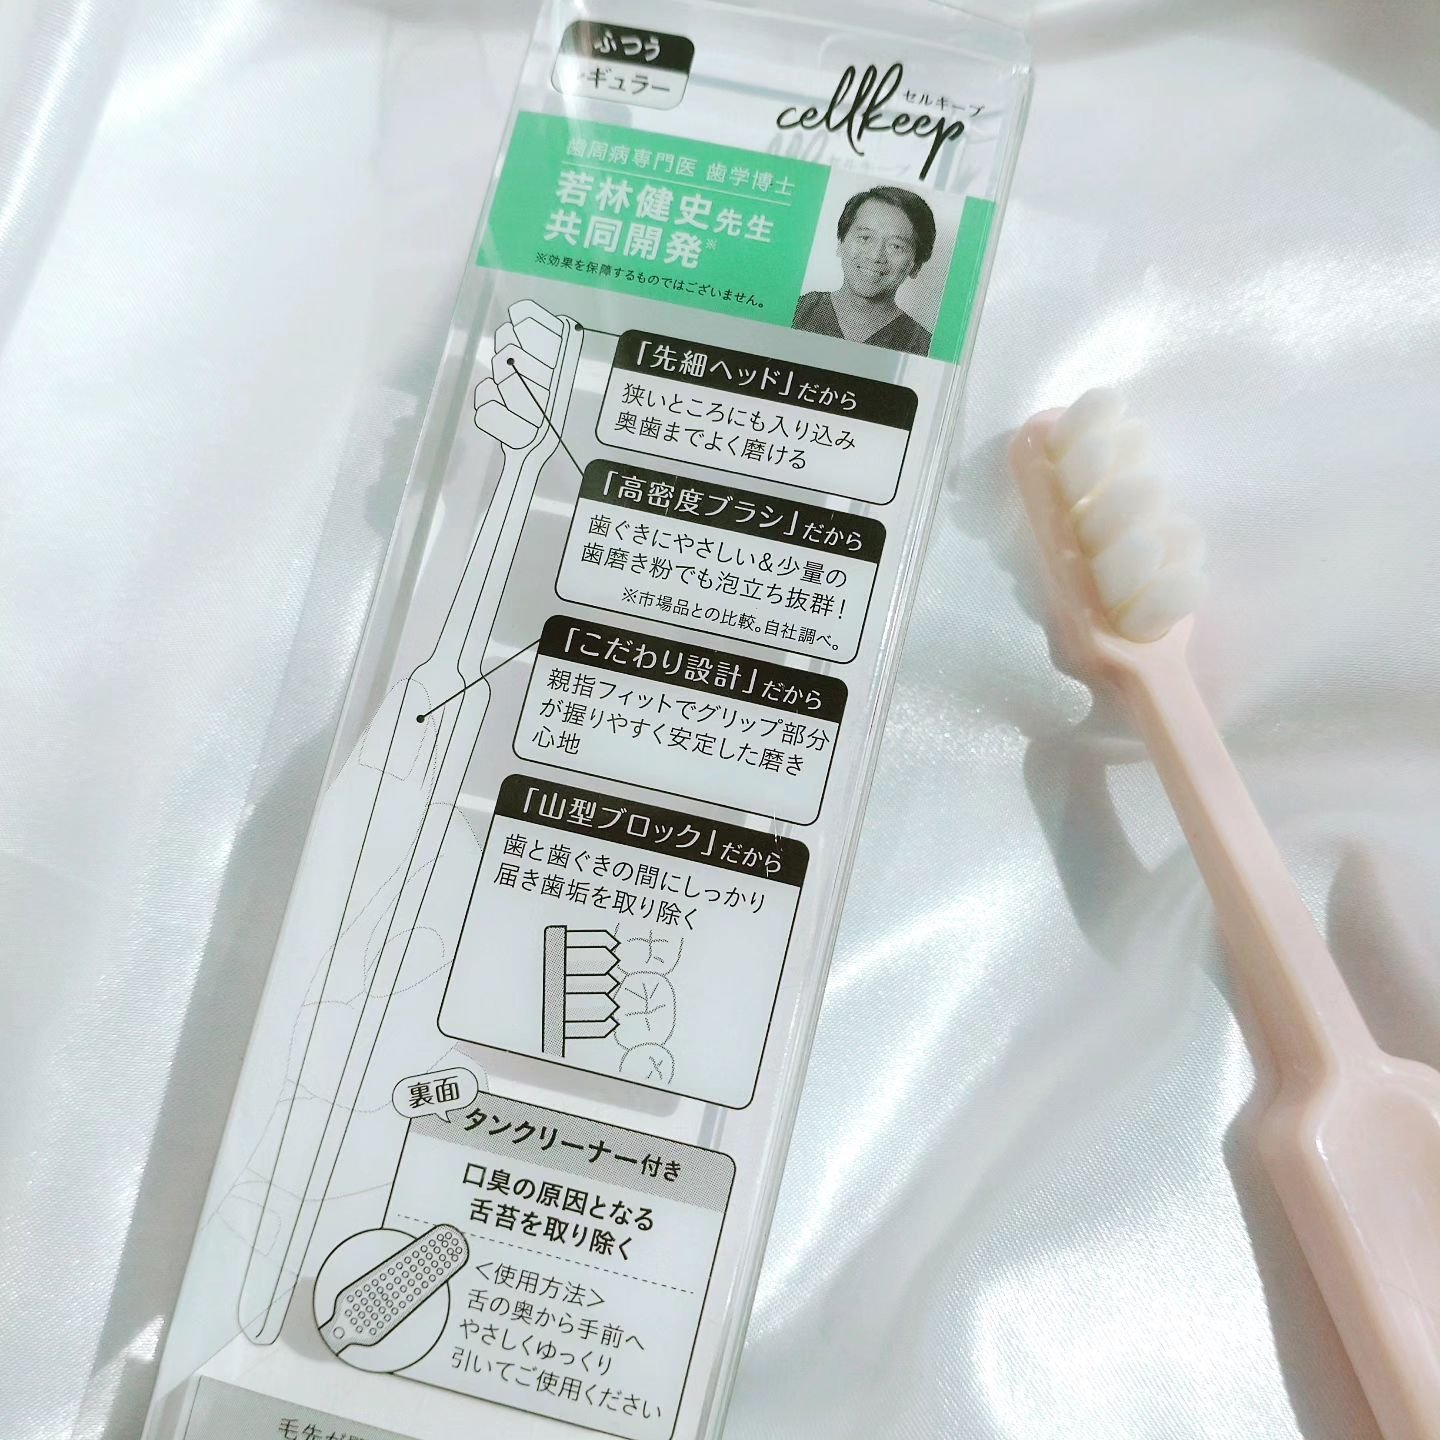 ふつう
レギュラー
cellkeep
セルキープ
歯周病専門医 歯学博士
若林健史先生
共同開発※
※効果を保障するものではございません。
「先細ヘッド」だから
狭いところにも入り込み
奥歯までよく磨ける
「高密度ブラシ」だから
歯ぐきにやさしい&少量の
歯磨き粉でも泡立ち抜群!
※市場品との比較。自社調べ。
「こだわり設計」だから
親指フィットでグリップ部分
が握りやすく安定した磨き
心地
「山型ブロック」だから
歯と歯ぐきの間にしっかり
届き歯垢を取り除く
裏面
タンクリーナー付き
口臭の原因となる
舌苔を取り除く
<使用方法>
舌の奥から手前へ
やさしくゆっくり
引いてご使用ください
毛先が